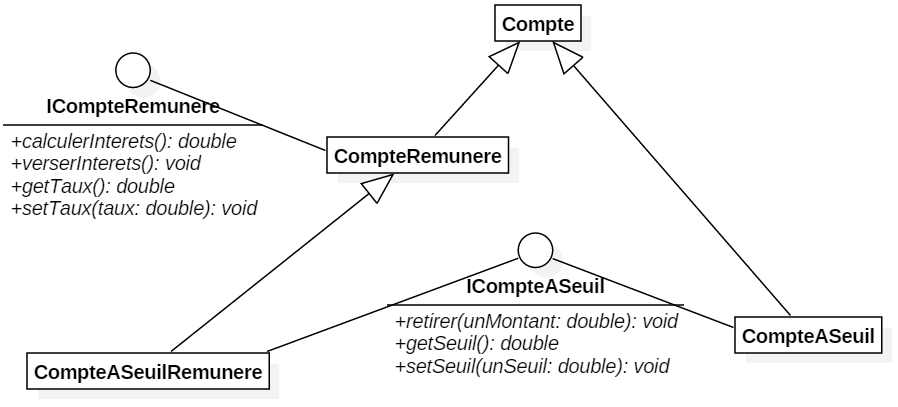 Compte
ICompteRemunere
+calculerInterets(): double
+verserInterets(): void
+getTaux(): double
+setTaux(taux: double): void
CompteRemunere
ICompteASeuil
+retirer(unMontant: double): void
+getSeuil(): double
+setSeuil(unSeuil: double): void
CompteASeuil
CompteASeuilRemunere